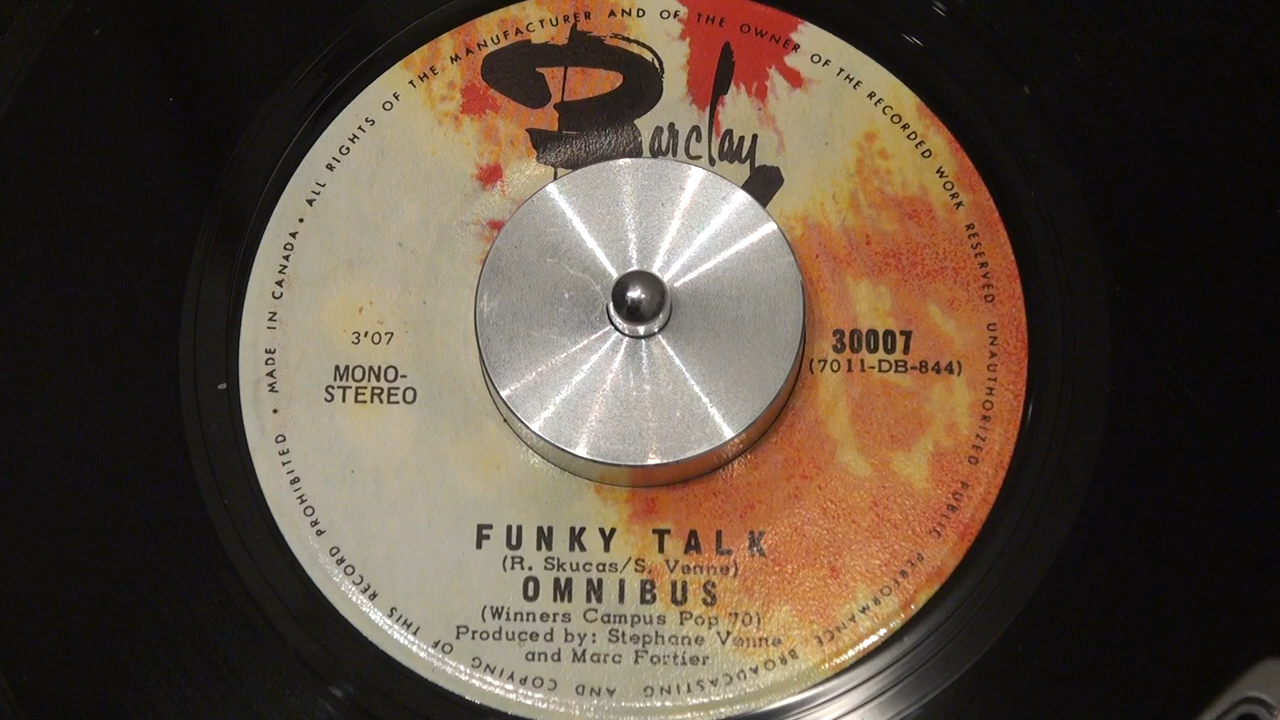 Barclay
• MADE IN CANADA • ALL RIGHTS OF THE MANUFACTURER AND OF THE OWNER OF THE RECORDED WORK RESERVED UNAUTHORIZED PUBLIC PERFORMANCE BROADCASTING AND COPYING OF THIS RECORD PROHIBITED
3'07
MONO-
STEREO
30007
(7011-DB-844)
FUNKY TALK
(R. Skucas/S. Venne)
OMNIBUS
(Winners Campus Pop 70)
Produced by: Stephane Venne
and Marc Fortier